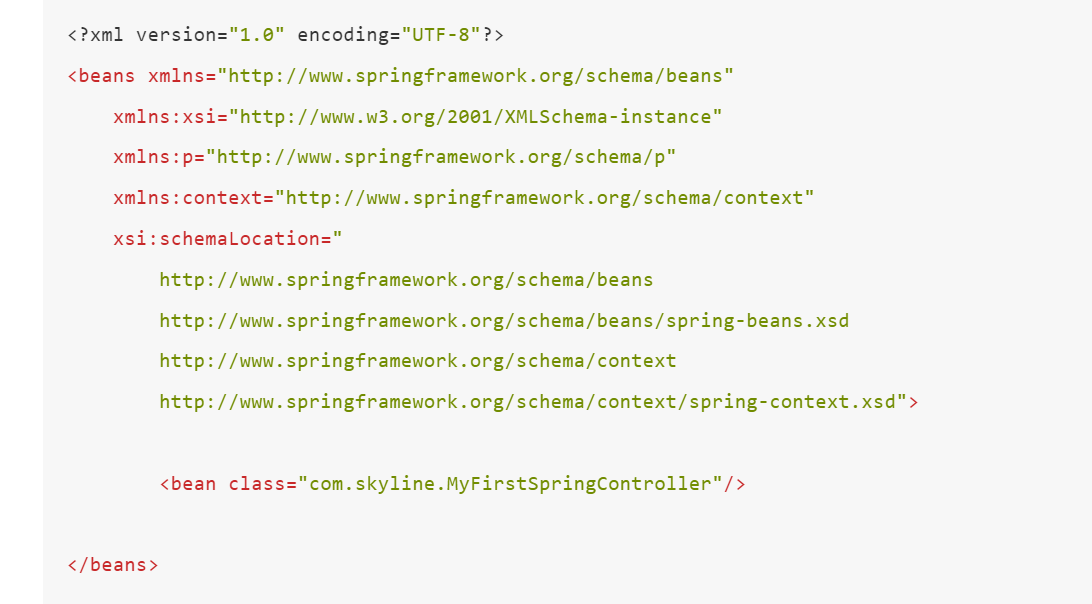 <?xml version="1.0" encoding="UTF-8"?>
<beans xmlns="http://www.springframework.org/schema/beans"
    xmlns:xsi="http://www.w3.org/2001/XMLSchema-instance"
    xmlns:p="http://www.springframework.org/schema/p"
    xmlns:context="http://www.springframework.org/schema/context"
    xsi:schemaLocation="
        http://www.springframework.org/schema/beans
        http://www.springframework.org/schema/beans/spring-beans.xsd
        http://www.springframework.org/schema/context
        http://www.springframework.org/schema/context/spring-context.xsd">
        <bean class="com.skyline.MyFirstSpringController"/>
</beans>